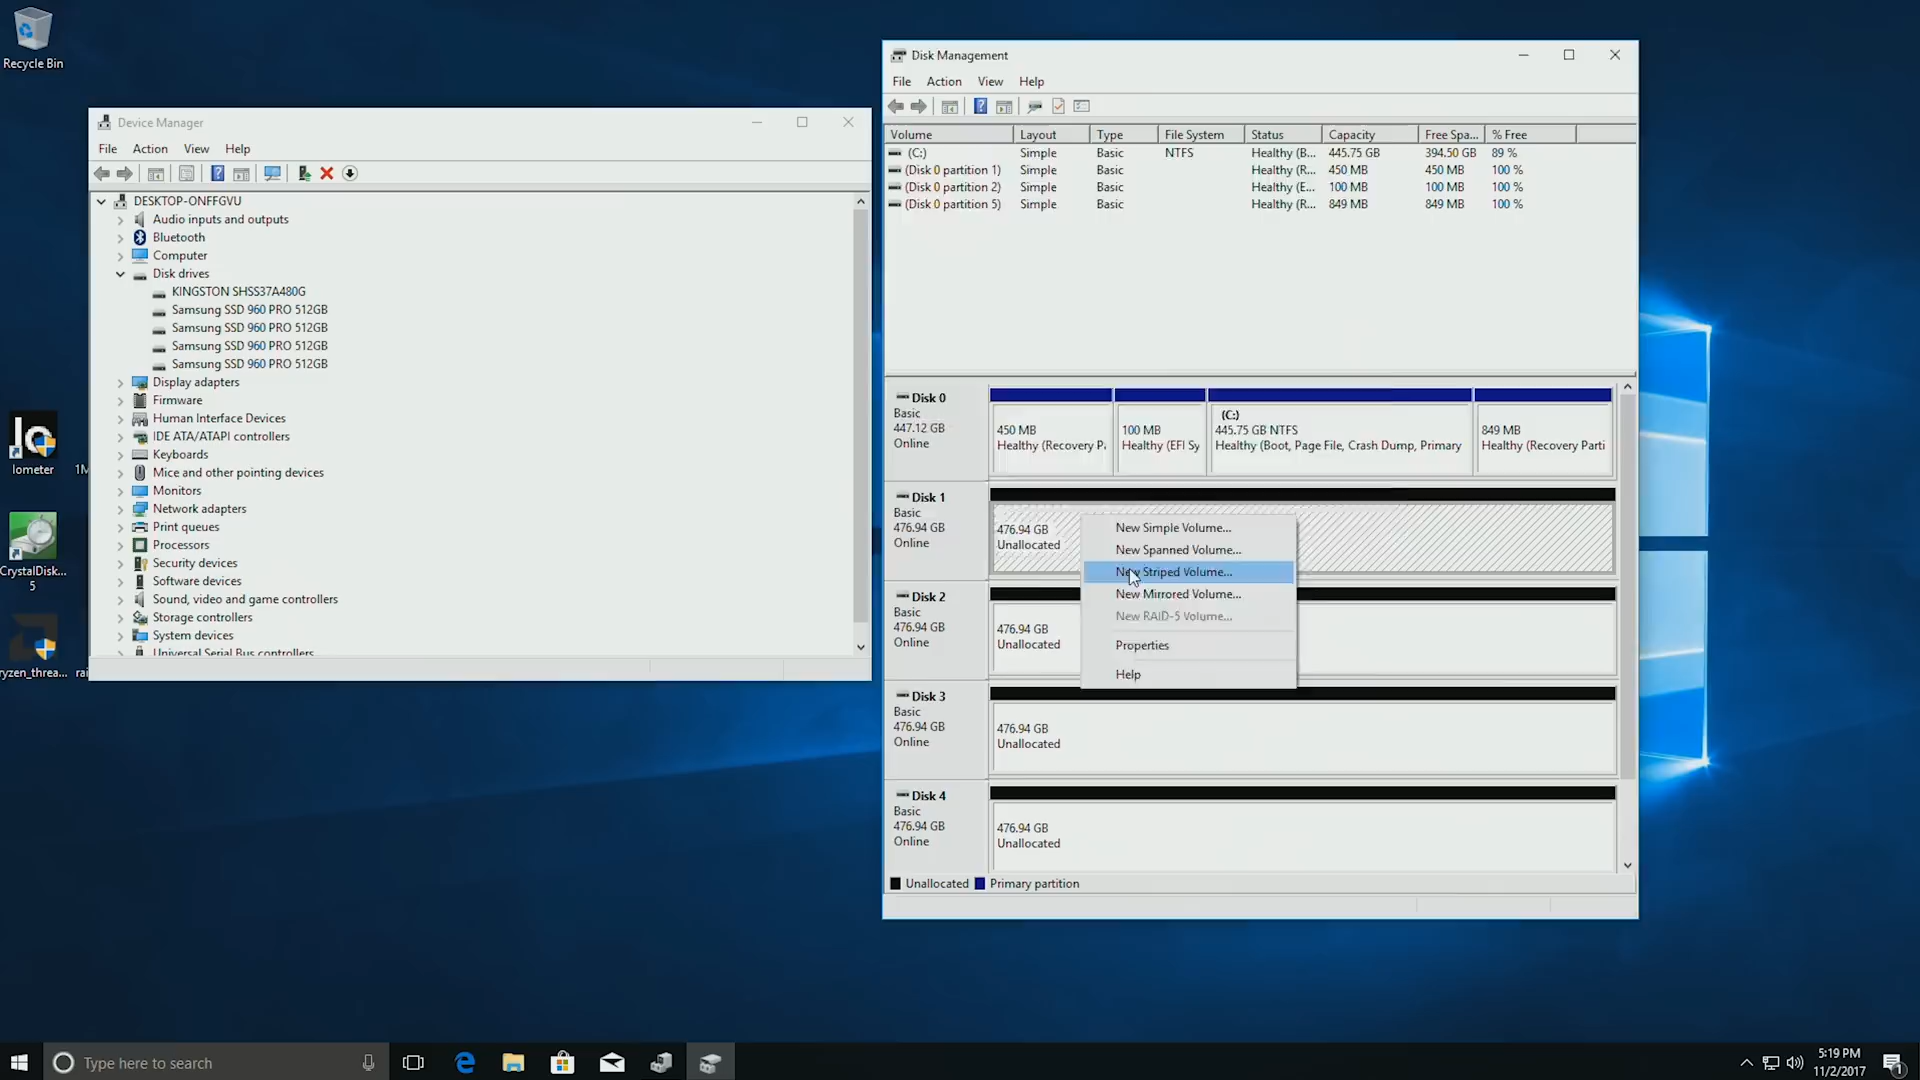 Recycle Bin
Iometer
1M
CrystalDisk...
5
ryzen_threa...
rai
Device Manager
File Action View Help
DESKTOP-ONFFGVU
Audio inputs and outputs
Bluetooth
Computer
Disk drives
KINGSTON SHSS37A480G
Samsung SSD 960 PRO 512GB
Samsung SSD 960 PRO 512GB
Samsung SSD 960 PRO 512GB
Samsung SSD 960 PRO 512GB
Display adapters
Firmware
Human Interface Devices
IDE ATA/ATAPI controllers
Keyboards
Mice and other pointing devices
Monitors
Network adapters
Print queues
Processors
Security devices
Software devices
Sound, video and game controllers
Storage controllers
System devices
Universal Serial Bus controllers
Disk Management
File Action View Help
Volume Layout Type File System Status Capacity Free Spa... % Free
(C:) Simple Basic NTFS Healthy (B... 445.75 GB 394.50 GB 89 %
(Disk 0 partition 1) Simple Basic Healthy (R... 450 MB 450 MB 100 %
(Disk 0 partition 2) Simple Basic Healthy (E... 100 MB 100 MB 100 %
(Disk 0 partition 5) Simple Basic Healthy (R... 849 MB 849 MB 100 %
Disk 0
Basic
447.12 GB
Online
450 MB
Healthy (Recovery P
100 MB
Healthy (EFI Sy
(C:)
445.75 GB NTFS
Healthy (Boot, Page File, Crash Dump, Primary
849 MB
Healthy (Recovery Parti
Disk 1
Basic
476.94 GB
Online
476.94 GB
Unallocated
New Simple Volume...
New Spanned Volume...
New Striped Volume...
New Mirrored Volume...
New RAID-5 Volume...
Properties
Help
Disk 2
Basic
476.94 GB
Online
476.94 GB
Unallocated
Disk 3
Basic
476.94 GB
Online
476.94 GB
Unallocated
Disk 4
Basic
476.94 GB
Online
476.94 GB
Unallocated
Unallocated Primary partition
Type here to search
5:19 PM
11/2/2017
1